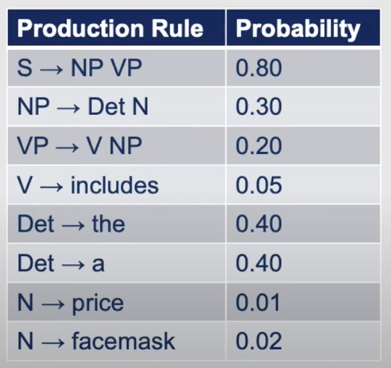 Production Rule Probability
S → NP VP 0.80
NP → Det N 0.30
VP → V NP 0.20
V → includes 0.05
Det → the 0.40
Det → a 0.40
N → price 0.01
N → facemask 0.02